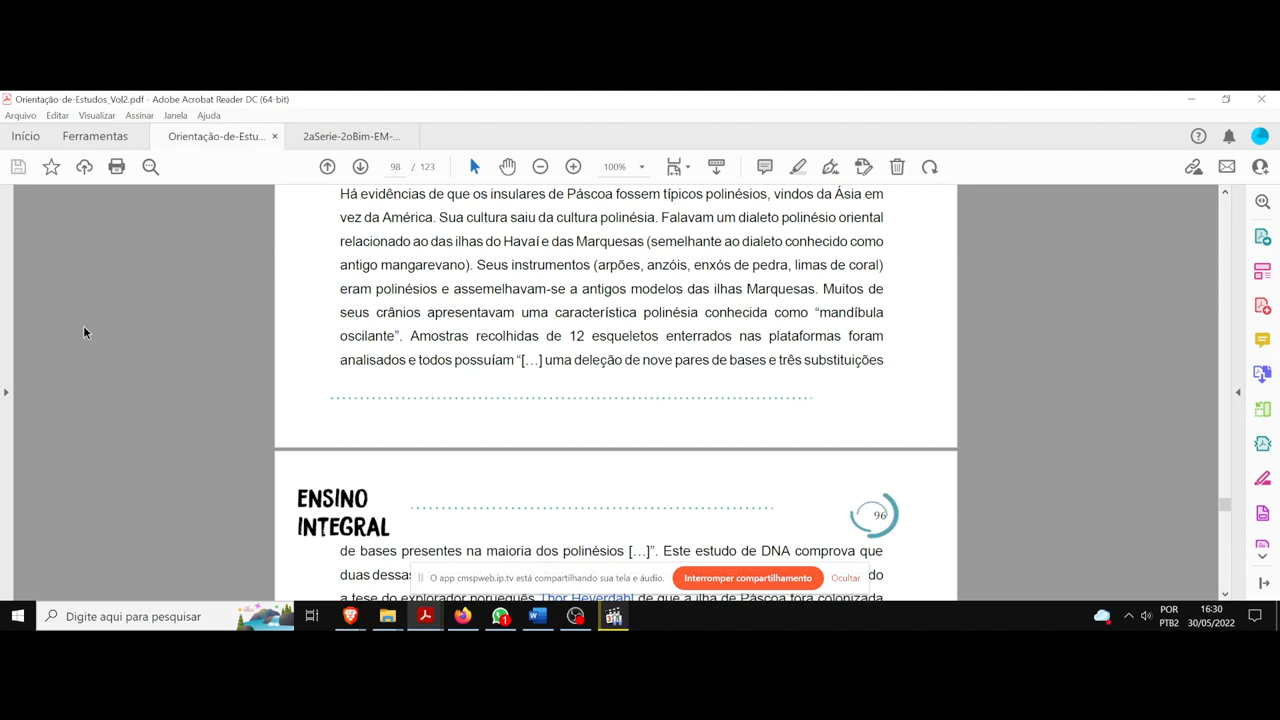 Orientação-de-Estudos_Vol2.pdf - Adobe Acrobat Reader DC (64-bit)
Arquivo Editar Visualizar Assinar Janela Ajuda
Início Ferramentas Orientação-de-Estu... × 2aSerie-2oBim-EM-...
98 / 123 100%
Há evidências de que os insulares de Páscoa fossem típicos polinésios, vindos da Ásia em
vez da América. Sua cultura saiu da cultura polinésia. Falavam um dialeto polinésio oriental
relacionado ao das ilhas do Havaí e das Marquesas (semelhante ao dialeto conhecido como
antigo mangarevano). Seus instrumentos (arpões, anzóis, enxós de pedra, limas de coral)
eram polinésios e assemelhavam-se a antigos modelos das ilhas Marquesas. Muitos de
seus crânios apresentavam uma característica polinésia conhecida como “mandíbula
oscilante”. Amostras recolhidas de 12 esqueletos enterrados nas plataformas foram
analisados e todos possuíam “[…] uma deleção de nove pares de bases e três substituições
ENSINO
INTEGRAL
96
de bases presentes na maioria dos polinésios […]”. Este estudo de DNA comprova que
duas dessas
O app cmspweb.ip.tv está compartilhando sua tela e áudio. Interromper compartilhamento Ocultar
a tese do explorador norueguês Thor Heyerdahl de que a ilha de Páscoa fora colonizada
Digite aqui para pesquisar
1
POR
PTB2
16:30
30/05/2022